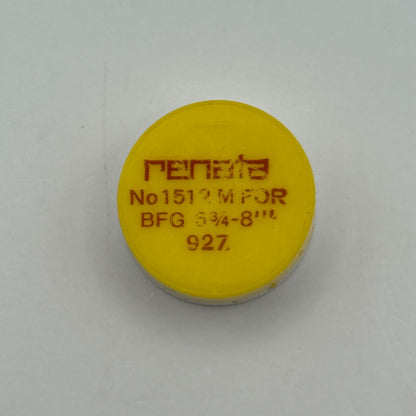 renata
No 1512 M FOR
BFG 6¾-8'''
927.